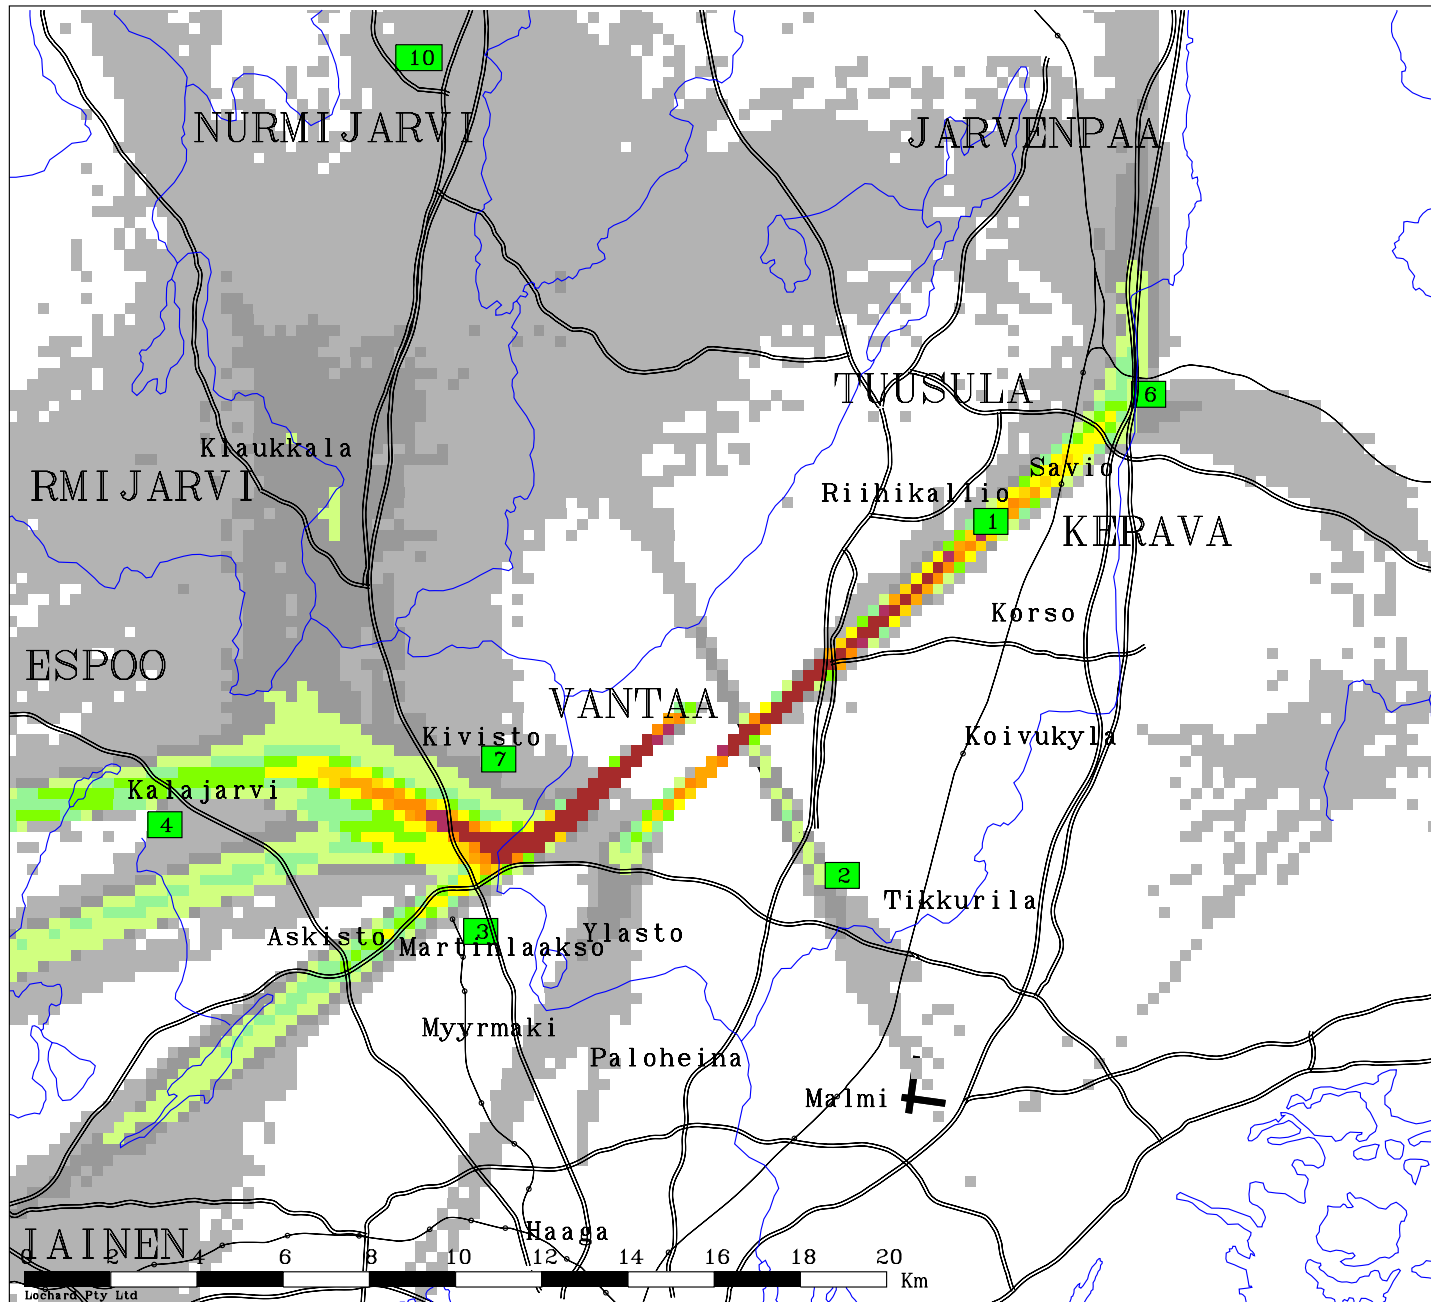 10
NURMIJARVI
JARVENPAA
TUUSULA
6
Klaukkala
Savio
RMIJARVI
Riihikallio
1
KERAVA
Korso
ESPOO
VANTAA
Kivisto
Koivukyla
7
Kalajarvi
4
2
Tikkurila
Askisto
3
Ylasto
Martinlaakso
Myyrmaki
Paloheina
Malmi
Haaga
IAINEN
0 2 4 6 8 10 12 14 16 18 20
Km
Lochard Pty Ltd